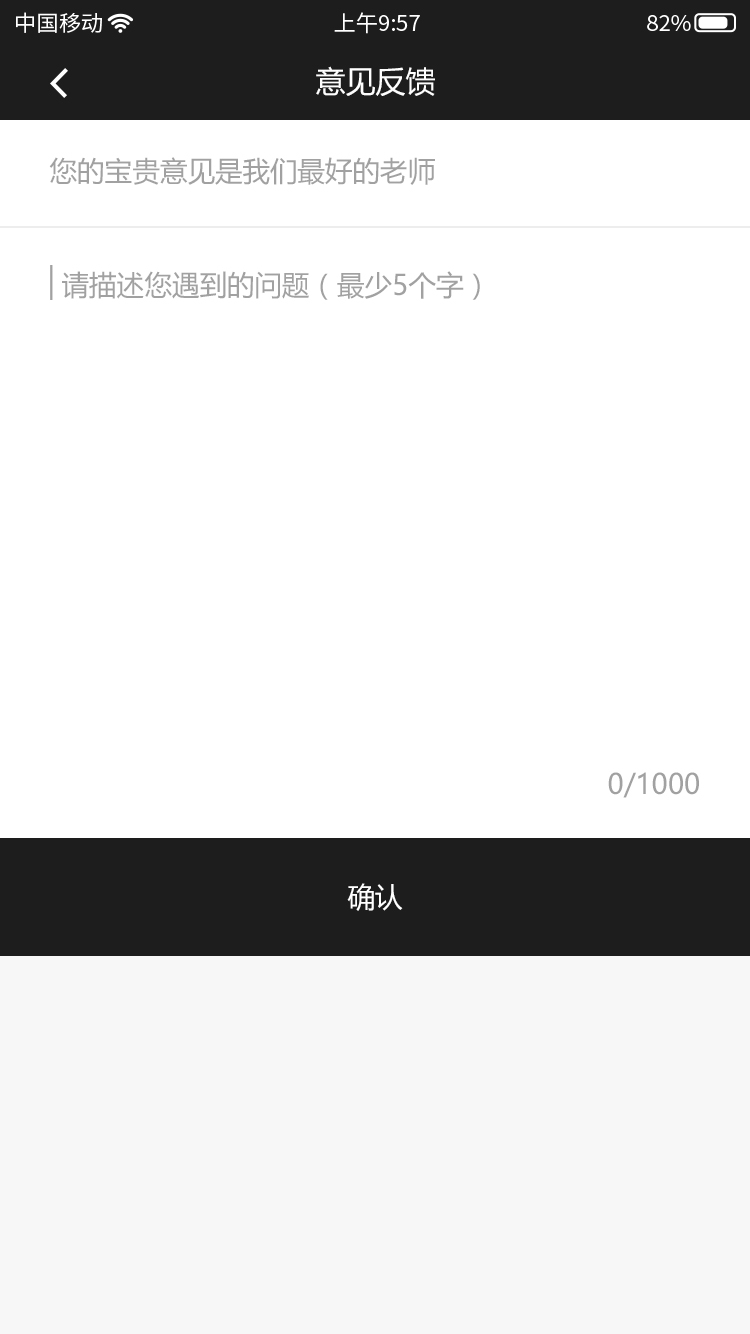 中国移动 上午9:57 82%
意见反馈
您的宝贵意见是我们最好的老师
请描述您遇到的问题（最少5个字）
0/1000
确认